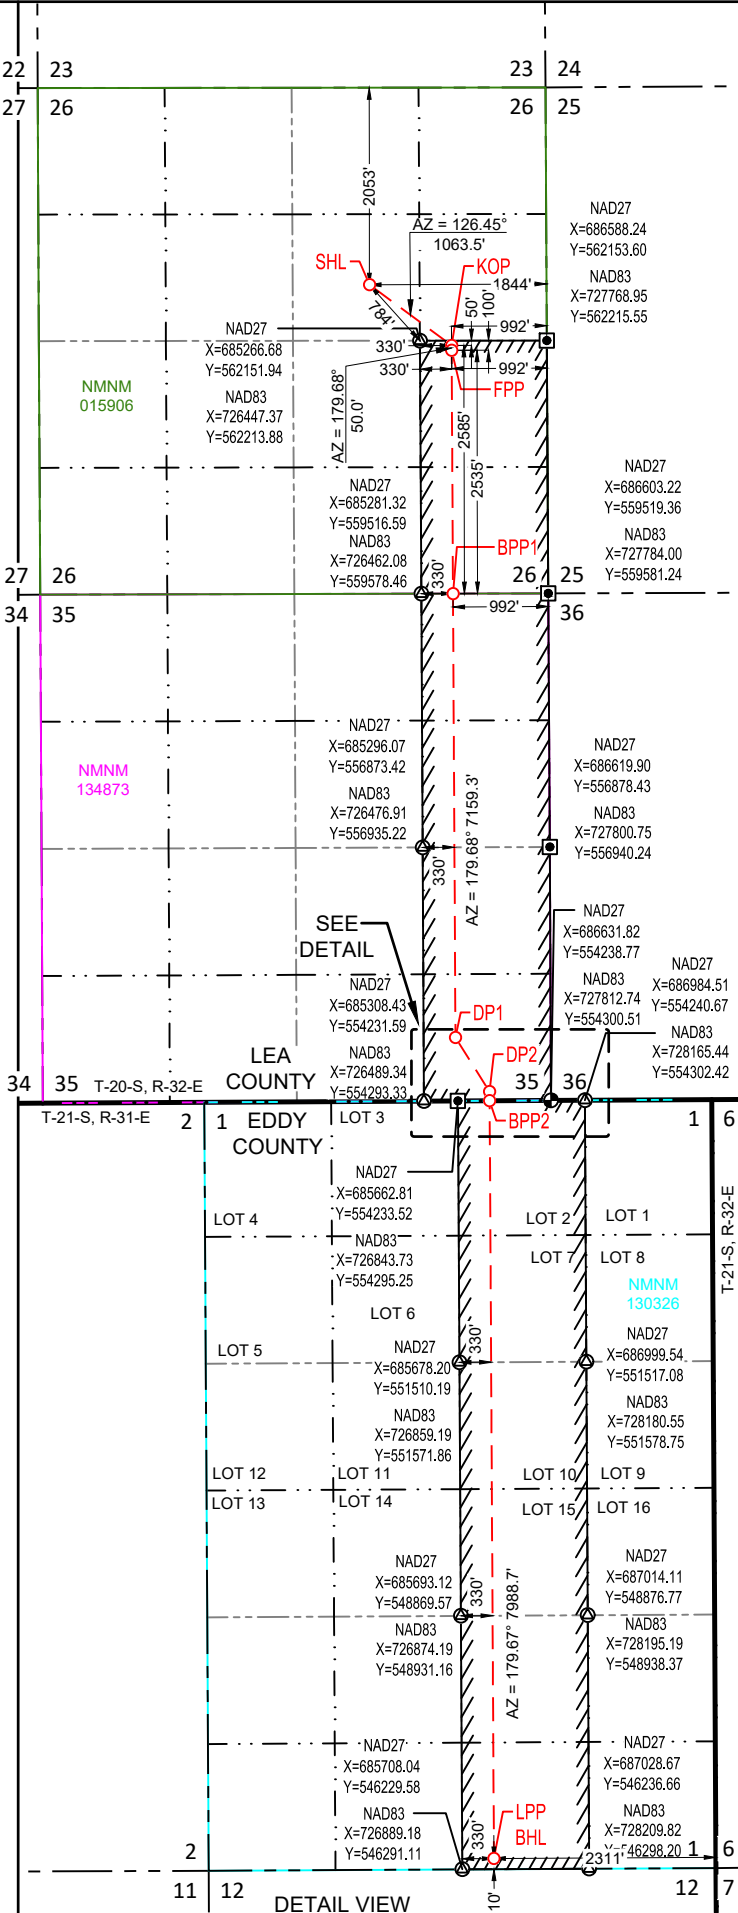 22 23
23 24
27 26
26 25
2053'
NAD27
X=686588.24
Y=562153.60
NAD83
X=727768.95
Y=562215.55
AZ = 126.45°
1063.5'
SHL
KOP
1844'
784'
50'
100'
992'
NAD27
X=685266.68
Y=562151.94
NAD83
X=726447.37
Y=562213.88
330'
330'
992'
FPP
NMNM
015906
AZ = 179.68°
50.0'
2585'
2535'
NAD27
X=685281.32
Y=559516.59
NAD83
X=726462.08
Y=559578.46
NAD27
X=686603.22
Y=559519.36
NAD83
X=727784.00
Y=559581.24
BPP1
330'
27 26
26 25
34 35
36
992'
NAD27
X=685296.07
Y=556873.42
NAD83
X=726476.91
Y=556935.22
NMNM
134873
NAD27
X=686619.90
Y=556878.43
NAD83
X=727800.75
Y=556940.24
330'
AZ = 179.68° 7159.3'
SEE
DETAIL
NAD27
X=686631.82
Y=554238.77
NAD83
X=727812.74
Y=554300.51
NAD27
X=686984.51
Y=554240.67
NAD83
X=728165.44
Y=554302.42
NAD27
X=685308.43
Y=554231.59
NAD83
X=726489.34
Y=554293.33
DP1
DP2
BPP2
LEA
COUNTY
34 35
T-20-S, R-32-E
35 36
T-21-S, R-31-E
2 1
EDDY
COUNTY
LOT 3
1 6
NAD27
X=685662.81
Y=554233.52
NAD83
X=726843.73
Y=554295.25
T-21-S, R-32-E
LOT 4
LOT 2
LOT 1
LOT 7
LOT 8
NMNM
130326
LOT 6
LOT 5
330'
NAD27
X=685678.20
Y=551510.19
NAD83
X=726859.19
Y=551571.86
NAD27
X=686999.54
Y=551517.08
NAD83
X=728180.55
Y=551578.75
LOT 12
LOT 11
LOT 10
LOT 9
LOT 13
LOT 14
LOT 15
LOT 16
NAD27
X=685693.12
Y=548869.57
NAD83
X=726874.19
Y=548931.16
330'
NAD27
X=687014.11
Y=548876.77
NAD83
X=728195.19
Y=548938.37
AZ = 179.67° 7988.7'
NAD27
X=685708.04
Y=546229.58
NAD83
X=726889.18
Y=546291.11
NAD27
X=687028.67
Y=546236.66
NAD83
X=728209.82
Y=546298.20
330'
LPP
BHL
2311'
2
1 6
11 12
12 7
10'
DETAIL VIEW